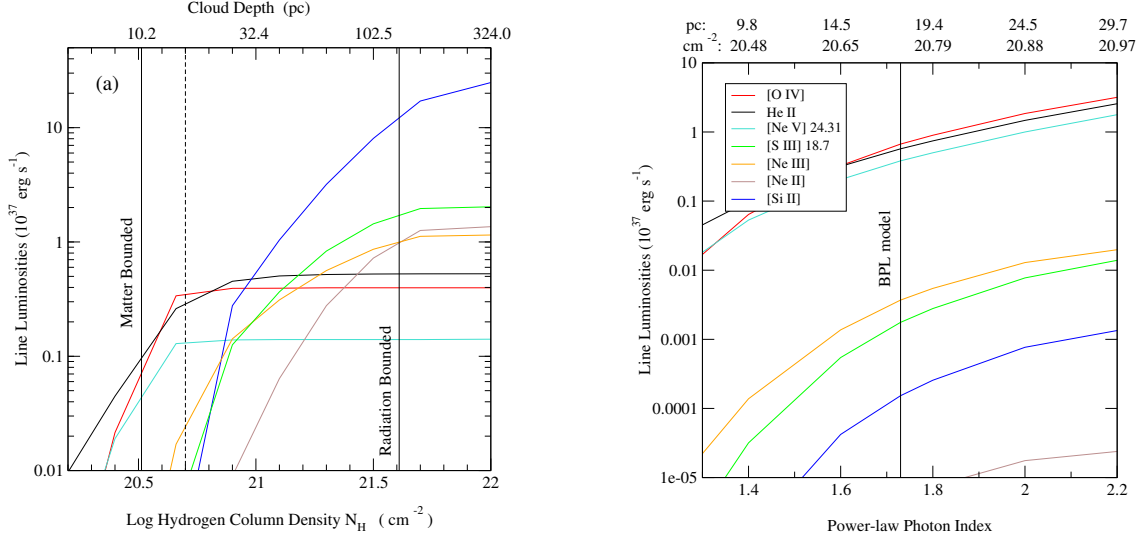 Cloud Depth (pc)
10.2 32.4 102.5 324.0
(a)
10
1
0.1
0.01
Line Luminosities (10^37 erg s^-1)
Matter Bounded
Radiation Bounded
20.5 21 21.5 22
Log Hydrogen Column Density N_H (cm^-2)
pc: 9.8 14.5 19.4 24.5 29.7
cm^-2: 20.48 20.65 20.79 20.88 20.97
10
1
0.1
0.01
0.001
0.0001
1e-05
Line Luminosities (10^37 erg s^-1)
[O IV]
He II
[Ne V] 24.31
[S III] 18.7
[Ne III]
[Ne II]
[Si II]
BPL model
1.4 1.6 1.8 2 2.2
Power-law Photon Index